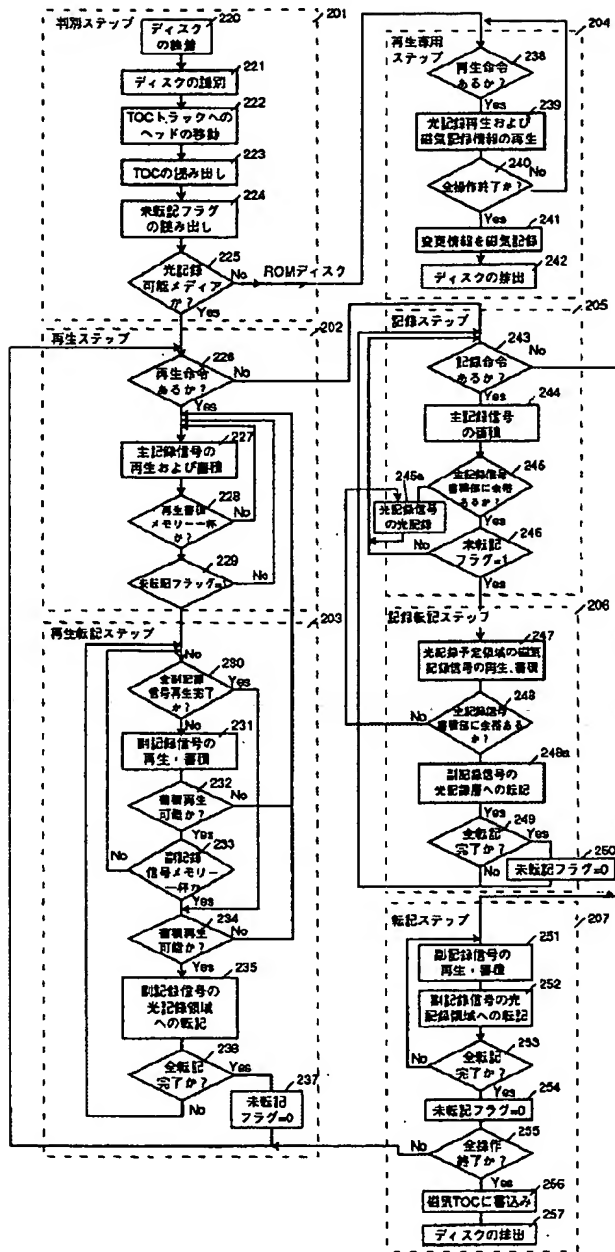 判別ステップ
201
220
ディスク
の装着
221
ディスクの識別
222
TOCトラックへの
ヘッドの移動
223
TOCの読み出し
224
未転記フラグ
の読み出し
225
光記録
可能メディア
か?
No
ROMディスク
Yes
再生ステップ
202
226
再生命令
あるか?
No
Yes
227
主記録信号の
再生および蓄積
228
再生蓄積
メモリー一杯
か?
No
229
未転記フラッグ=1
No
Yes
再生転記ステップ
203
No
230
全副記録
信号再生完了
か?
Yes
No
231
副記録信号の
再生・蓄積
232
蓄積再生
可能か?
No
Yes
233
副記録
信号メモリー
一杯か
No
Yes
234
蓄積再生
可能か?
No
Yes
235
副記録信号の
光記録領域
への転記
238
全転記
完了か?
Yes
No
237
未転記
フラグ=0
再生専用
ステップ
204
238
再生命令
あるか?
Yes
239
光記録再生および
磁気記録情報の再生
240
全操作終了か?
No
Yes
241
変更情報を磁気記録
242
ディスクの排出
記録ステップ
205
243
記録命令
あるか?
No
Yes
244
主記録信号
の蓄積
245
主記録信号
蓄積部に余裕
あるか?
245a
光記録信号
の光記録
Yes
246
未転記
フラグ=1
No
Yes
記録転記ステップ
206
247
光記録予定領域の磁気
記録信号の再生、蓄積
248
主記録信号
蓄積部に余裕ある
か?
No
248a
副記録信号の
光記録層への転記
Yes
249
全転記
完了か?
Yes
No
250
未転記フラグ=0
転記ステップ
207
251
副記録信号の
再生・蓄積
252
副記録信号の光
記録領域への転記
253
全転記
完了か?
No
Yes
254
未転記フラグ=0
255
全操作
終了か?
No
Yes
256
磁気TOCに書込み
257
ディスクの排出